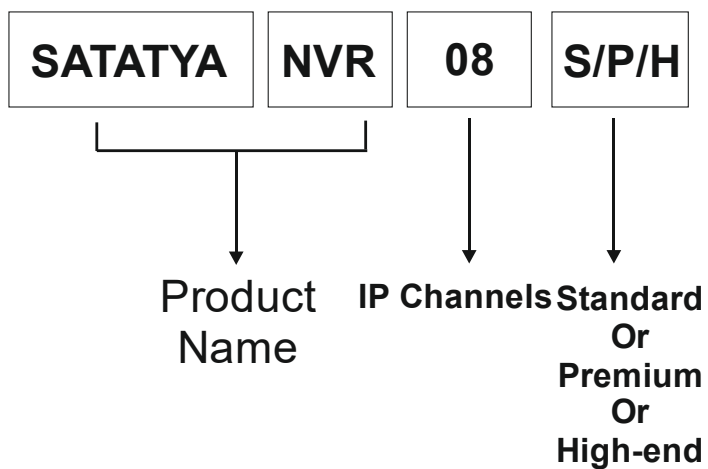 SATATYA NVR 08 S/P/H
Product
Name
IP Channels
Standard
Or
Premium
Or
High-end